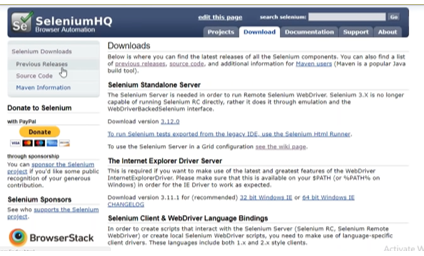 SeleniumHQ
Browser Automation
edit this page
search selenium:
Go
Projects
Download
Documentation
Support
About
Selenium Downloads
Previous Releases
Source Code
Maven Information
Donate to Selenium
with PayPal
Donate
through sponsorship
You can sponsor the Selenium
project if you'd like some public
recognition of your generous
contribution.
Selenium Sponsors
See who supports the Selenium
project.
BrowserStack
Downloads
Below is where you can find the latest releases of all the Selenium components. You can also find a list
of previous releases, source code, and additional information for Maven users (Maven is a popular Java
build tool).
Selenium Standalone Server
The Selenium Server is needed in order to run Remote Selenium WebDriver. Selenium 3.X is no longer
capable of running Selenium RC directly, rather it does it through emulation and the
WebDriverBackedSelenium interface.
Download version 3.12.0
To run Selenium tests exported from the legacy IDE, use the Selenium Html Runner.
To use the Selenium Server in a Grid configuration see the wiki page.
The Internet Explorer Driver Server
This is required if you want to make use of the latest and greatest features of the WebDriver
InternetExplorerDriver. Please make sure that this is available on your $PATH (or %PATH% on
Windows) in order for the IE Driver to work as expected.
Download version 3.11.1 for (recommended) 32 bit Windows IE or 64 bit Windows IE
CHANGELOG
Selenium Client & WebDriver Language Bindings
In order to create scripts that interact with the Selenium Server (Selenium RC, Selenium Remote
WebDriver) or create local Selenium WebDriver scripts, you need to make use of language-specific
client drivers. These languages include both 1.x and 2.x style clients.
Activate W